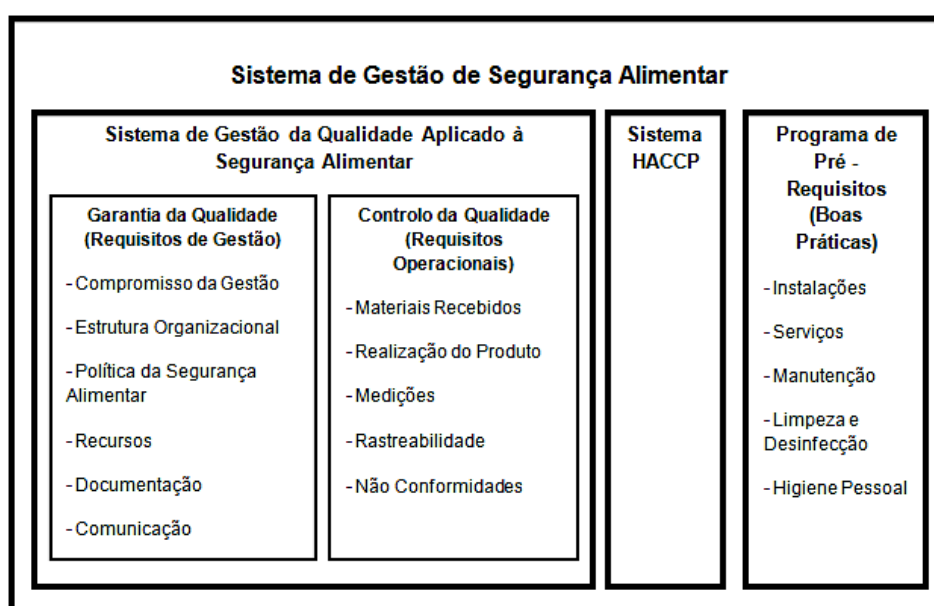 Sistema de Gestão de Segurança Alimentar
Sistema de Gestão da Qualidade Aplicado à
Segurança Alimentar
Garantia da Qualidade
(Requisitos de Gestão)
- Compromisso da Gestão
- Estrutura Organizacional
- Política da Segurança
Alimentar
- Recursos
- Documentação
- Comunicação
Controlo da Qualidade
(Requisitos
Operacionais)
- Materiais Recebidos
- Realização do Produto
- Medições
- Rastreabilidade
- Não Conformidades
Sistema
HACCP
Programa de
Pré -
Requisitos
(Boas
Práticas)
- Instalações
- Serviços
- Manutenção
- Limpeza e
Desinfecção
- Higiene Pessoal